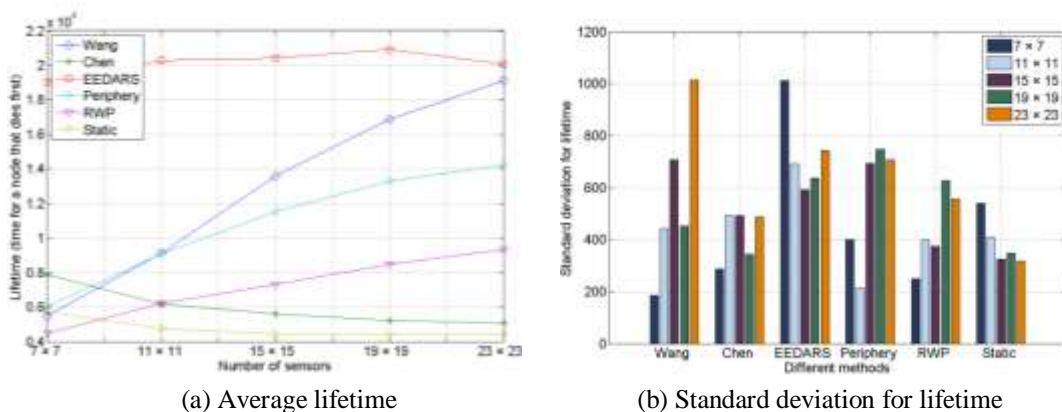 x 10⁴
2.2
2
1.8
1.6
1.4
1.2
1
0.8
0.6
0.4
Wang
Chen
EEDARS
Periphery
RWP
Static
Lifetime (time for a node that dies first)
7 × 7
11 × 11
15 × 15
19 × 19
23 × 23
Number of sensors
(a) Average lifetime
1200
1000
800
600
400
200
0
7 × 7
11 × 11
15 × 15
19 × 19
23 × 23
Standard deviation for lifetime
Wang
Chen
EEDARS
Periphery
RWP
Static
Different methods
(b) Standard deviation for lifetime